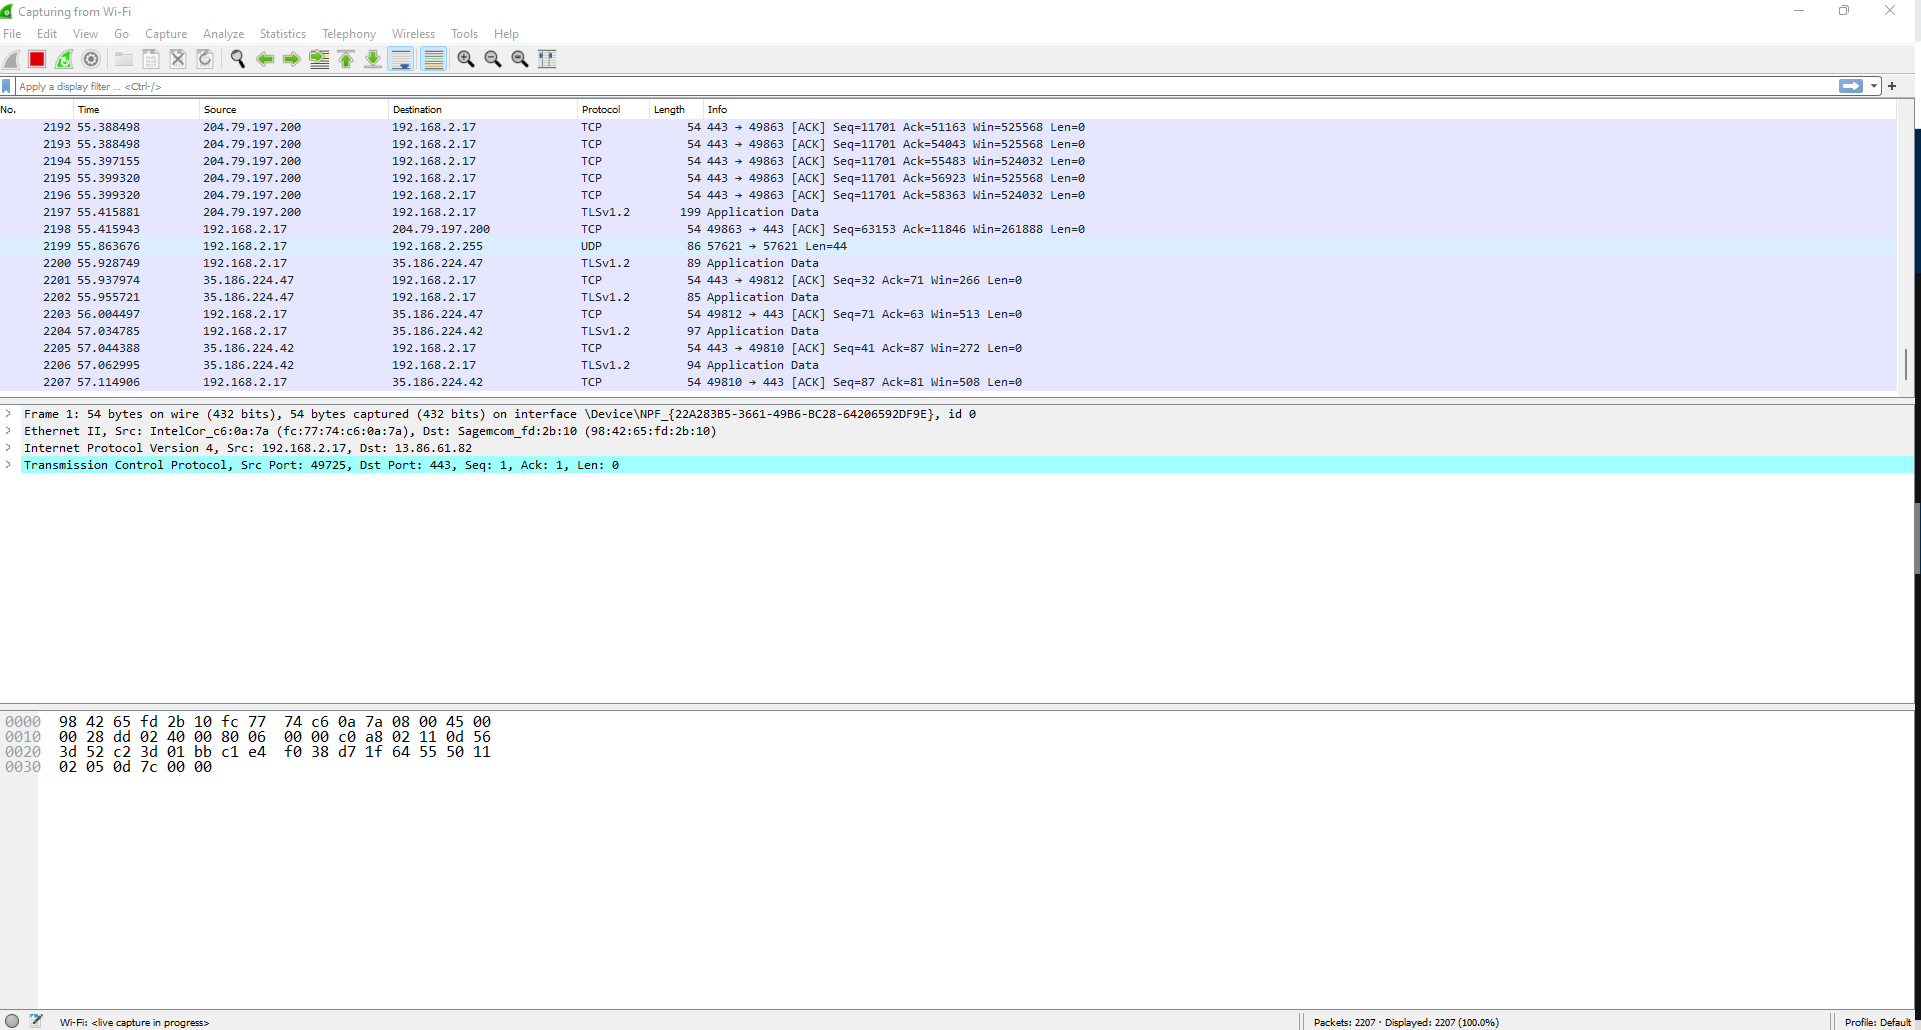 Capturing from Wi-Fi
File Edit View Go Capture Analyze Statistics Telephony Wireless Tools Help
Apply a display filter ... <Ctrl-/>
No. Time Source Destination Protocol Length Info
2192 55.388498 204.79.197.200 192.168.2.17 TCP 54 443 → 49863 [ACK] Seq=11701 Ack=51163 Win=525568 Len=0
2193 55.388498 204.79.197.200 192.168.2.17 TCP 54 443 → 49863 [ACK] Seq=11701 Ack=54043 Win=525568 Len=0
2194 55.397155 204.79.197.200 192.168.2.17 TCP 54 443 → 49863 [ACK] Seq=11701 Ack=55483 Win=524032 Len=0
2195 55.399320 204.79.197.200 192.168.2.17 TCP 54 443 → 49863 [ACK] Seq=11701 Ack=56923 Win=525568 Len=0
2196 55.399320 204.79.197.200 192.168.2.17 TCP 54 443 → 49863 [ACK] Seq=11701 Ack=58363 Win=524032 Len=0
2197 55.415881 204.79.197.200 192.168.2.17 TLSv1.2 199 Application Data
2198 55.415943 192.168.2.17 204.79.197.200 TCP 54 49863 → 443 [ACK] Seq=63153 Ack=11846 Win=261888 Len=0
2199 55.863676 192.168.2.17 192.168.2.255 UDP 86 57621 → 57621 Len=44
2200 55.928749 192.168.2.17 35.186.224.47 TLSv1.2 89 Application Data
2201 55.937974 35.186.224.47 192.168.2.17 TCP 54 443 → 49812 [ACK] Seq=32 Ack=71 Win=266 Len=0
2202 55.955721 35.186.224.47 192.168.2.17 TLSv1.2 85 Application Data
2203 56.004497 192.168.2.17 35.186.224.47 TCP 54 49812 → 443 [ACK] Seq=71 Ack=63 Win=513 Len=0
2204 57.034785 192.168.2.17 35.186.224.42 TLSv1.2 97 Application Data
2205 57.044388 35.186.224.42 192.168.2.17 TCP 54 443 → 49810 [ACK] Seq=41 Ack=87 Win=272 Len=0
2206 57.062995 35.186.224.42 192.168.2.17 TLSv1.2 94 Application Data
2207 57.114906 192.168.2.17 35.186.224.42 TCP 54 49810 → 443 [ACK] Seq=87 Ack=81 Win=508 Len=0
Frame 1: 54 bytes on wire (432 bits), 54 bytes captured (432 bits) on interface \Device\NPF_{22A283B5-3661-49B6-BC28-64206592DF9E}, id 0
Ethernet II, Src: IntelCor_c6:0a:7a (fc:77:74:c6:0a:7a), Dst: Sagemcom_fd:2b:10 (98:42:65:fd:2b:10)
Internet Protocol Version 4, Src: 192.168.2.17, Dst: 13.86.61.82
Transmission Control Protocol, Src Port: 49725, Dst Port: 443, Seq: 1, Ack: 1, Len: 0
0000 98 42 65 fd 2b 10 fc 77 74 c6 0a 7a 08 00 45 00
0010 00 28 dd 02 40 00 80 06 00 00 c0 a8 02 11 0d 56
0020 3d 52 c2 3d 01 bb c1 e4 f0 38 d7 1f 64 55 50 11
0030 02 05 0d 7c 00 00
Wi-Fi: <live capture in progress> Packets: 2207 · Displayed: 2207 (100.0%) Profile: Default